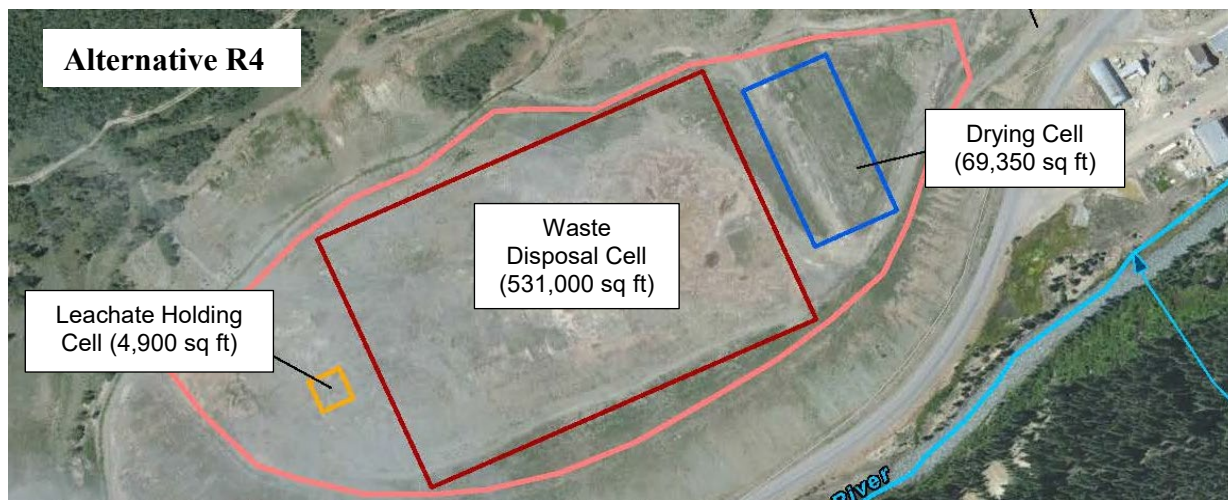 Alternative R4
Drying Cell
(69,350 sq ft)
Waste
Disposal Cell
(531,000 sq ft)
Leachate Holding
Cell (4,900 sq ft)
River